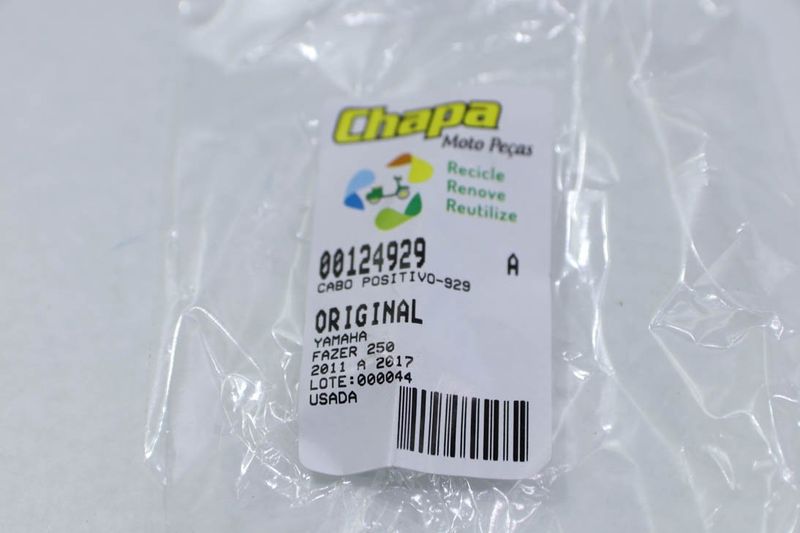 Chapa
Moto Peças
Recicle
Renove
Reutilize
00124929 A
CABO POSITIVO-929
ORIGINAL
YAMAHA
FAZER 250
2011 A 2017
LOTE:000044
USADA